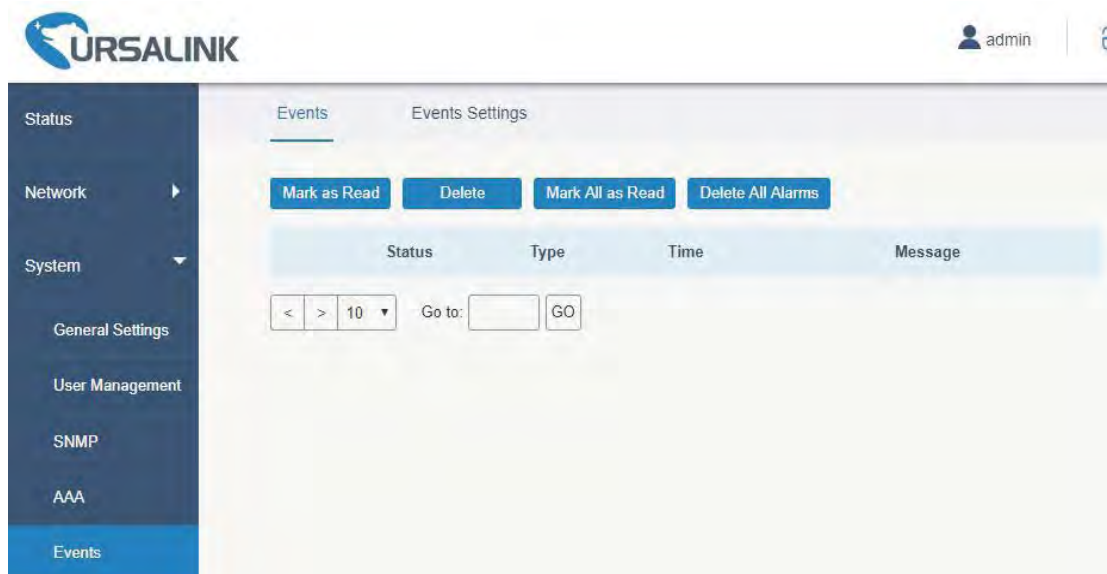 URSALINK
admin
Status
Network
System
General Settings
User Management
SNMP
AAA
Events
Events Events Settings
Mark as Read Delete Mark All as Read Delete All Alarms
Status Type Time Message
< > 10 ▼ Go to: GO